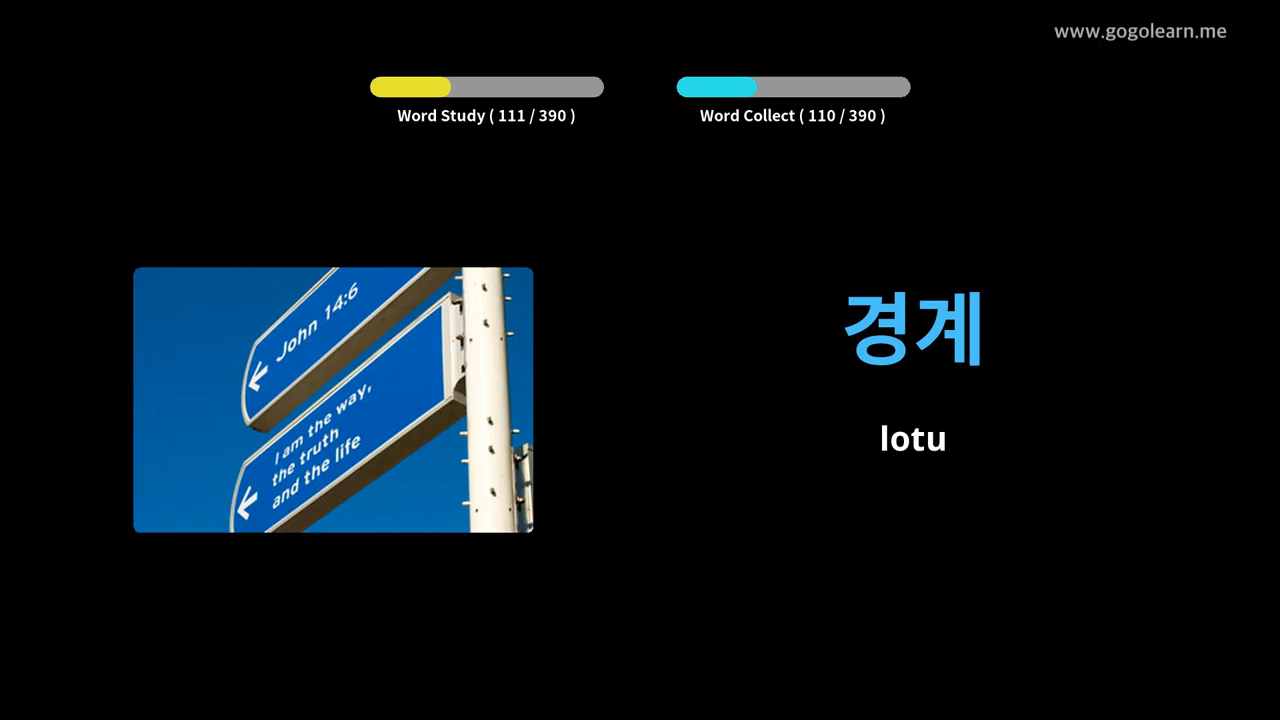 www.gogolearn.me
Word Study ( 111 / 390 )
Word Collect ( 110 / 390 )
John 14:6
I am the way,
the truth
and the life
경계
lotu